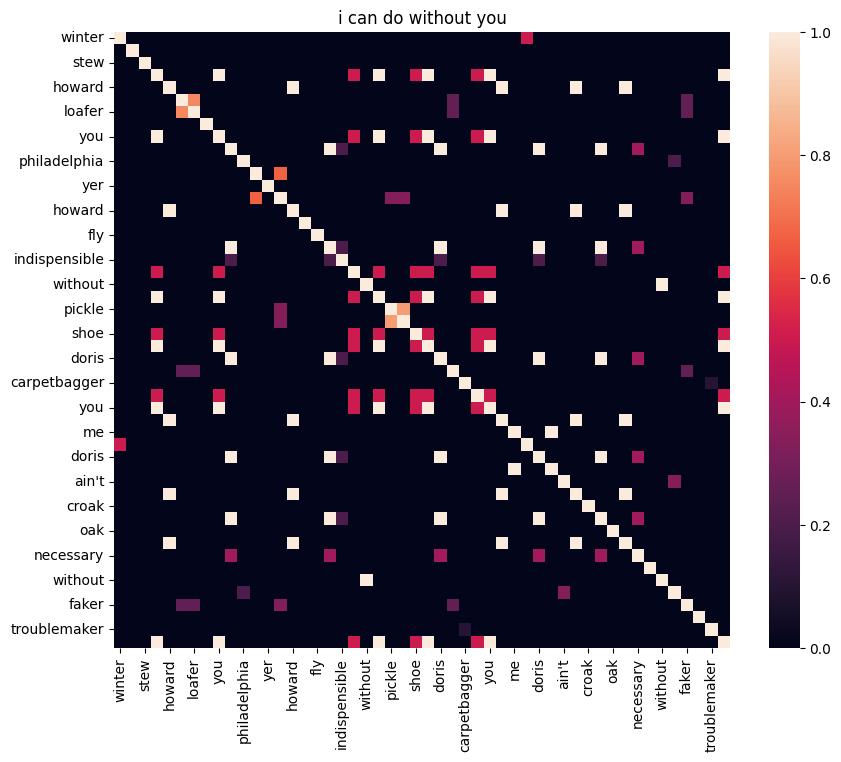 i can do without you
winter
stew
howard
loafer
you
philadelphia
yer
howard
fly
indispensible
without
pickle
shoe
doris
carpetbagger
you
me
doris
ain't
croak
oak
necessary
without
faker
troublemaker
winter
stew
howard
loafer
you
philadelphia
yer
howard
fly
indispensible
without
pickle
shoe
doris
carpetbagger
you
me
doris
ain't
croak
oak
necessary
without
faker
troublemaker
1.0
0.8
0.6
0.4
0.2
0.0